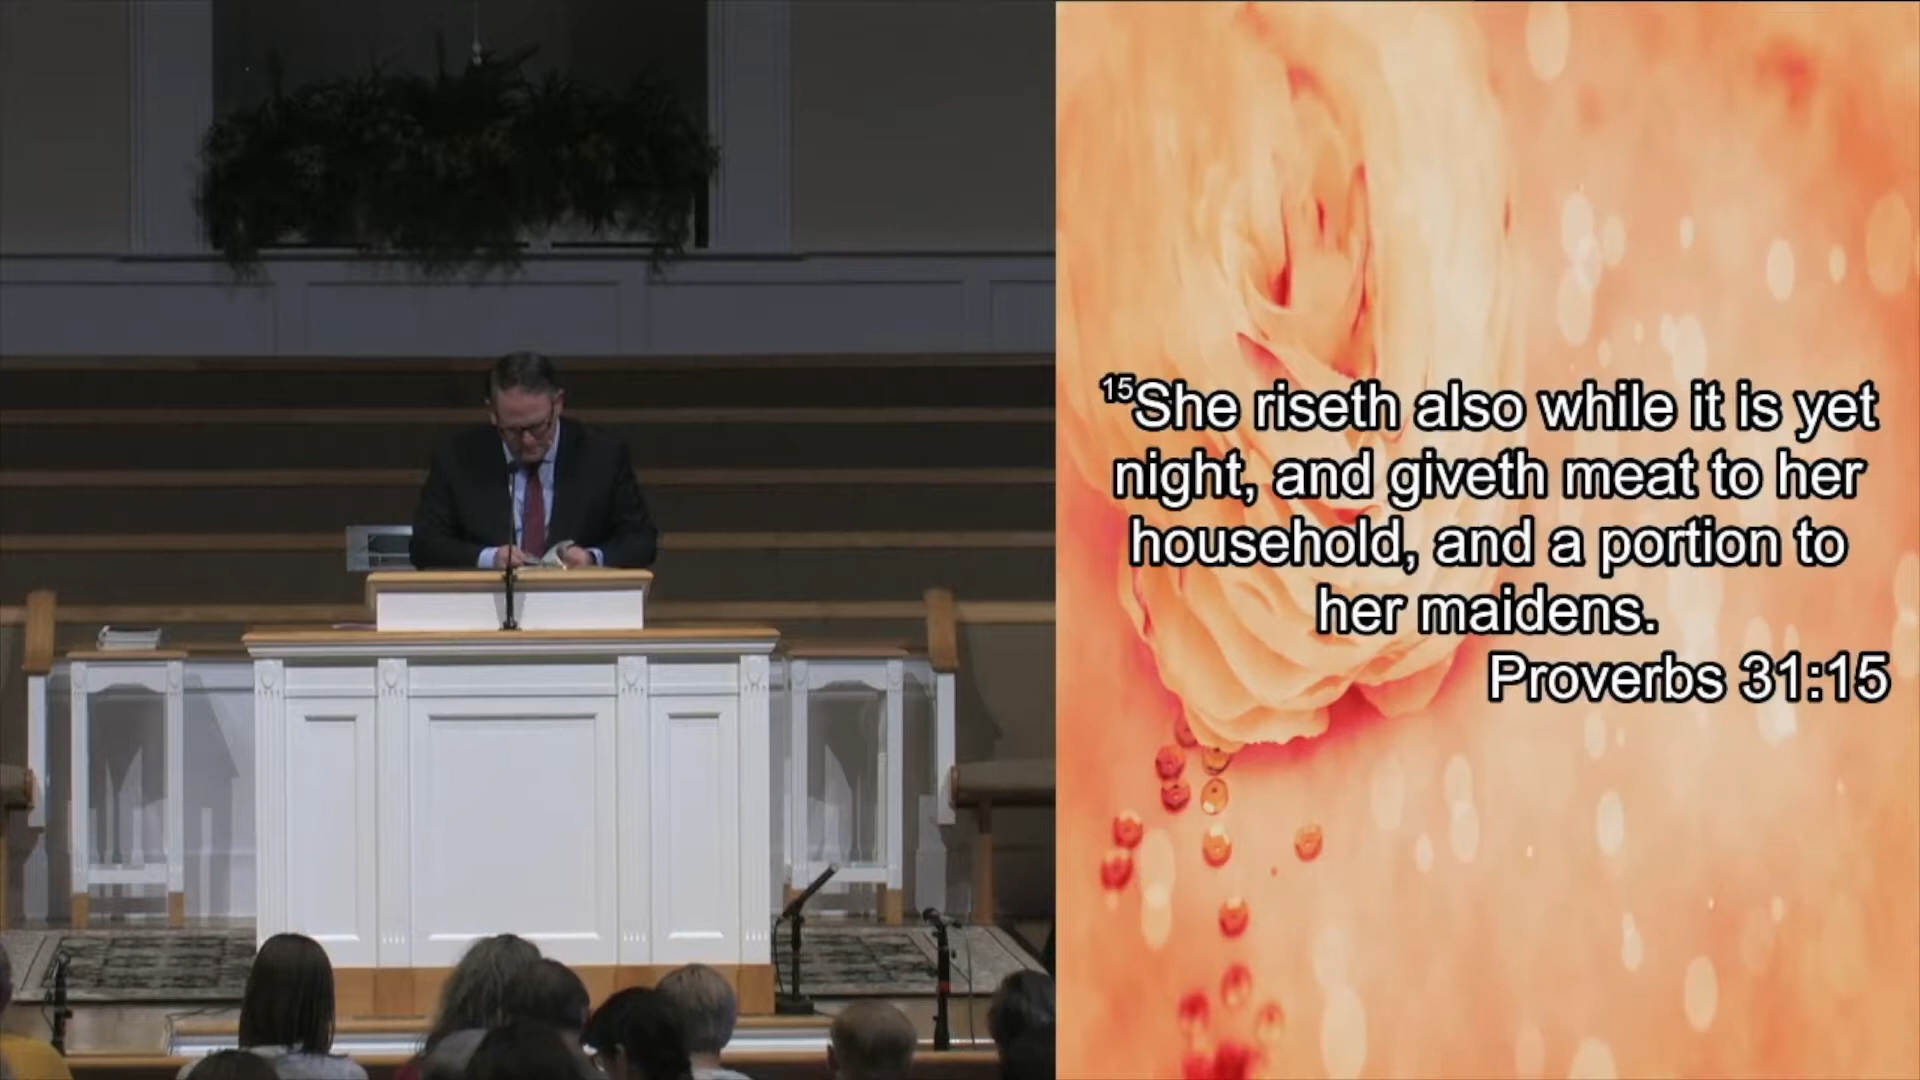 15She riseth also while it is yet
night, and giveth meat to her
household, and a portion to
her maidens.
Proverbs 31:15